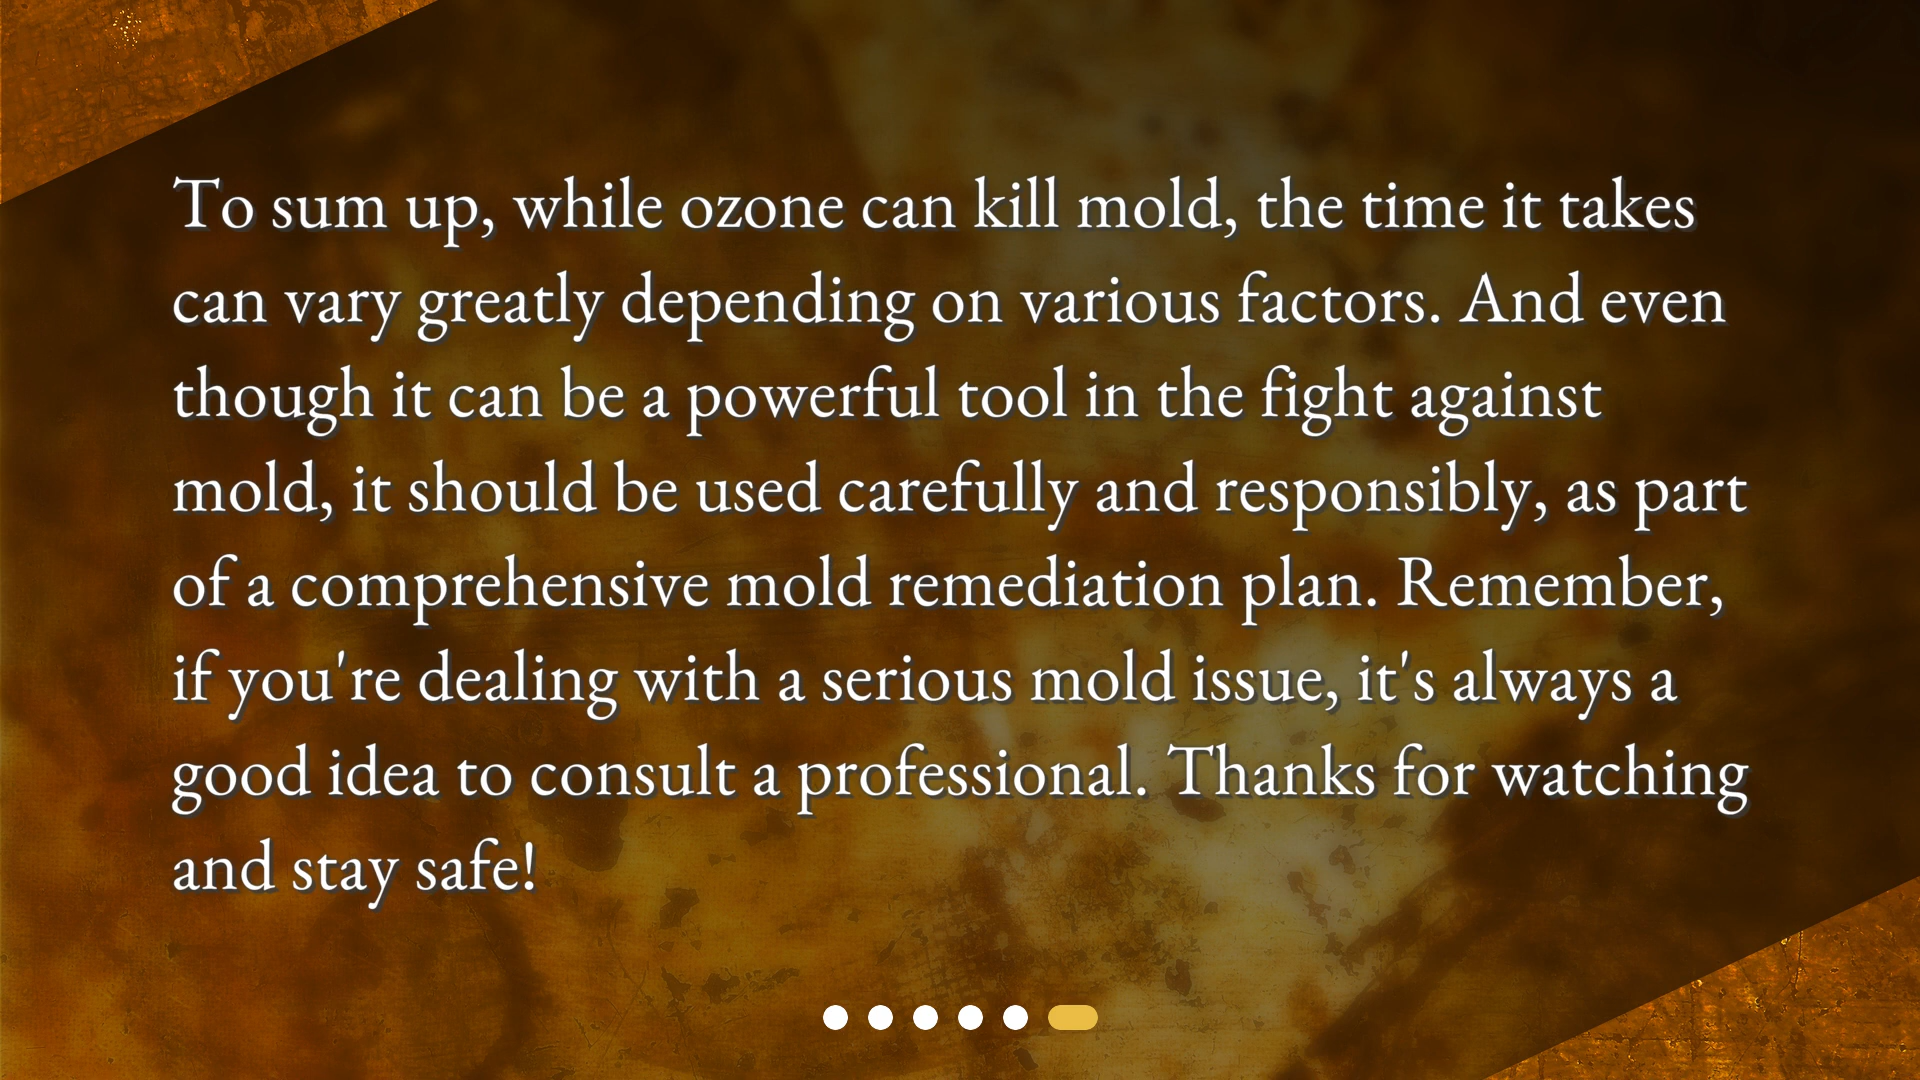 To sum up, while ozone can kill mold, the time it takes
can vary greatly depending on various factors. And even
though it can be a powerful tool in the fight against
mold, it should be used carefully and responsibly, as part
of a comprehensive mold remediation plan. Remember,
if you're dealing with a serious mold issue, it's always a
good idea to consult a professional. Thanks for watching
and stay safe!